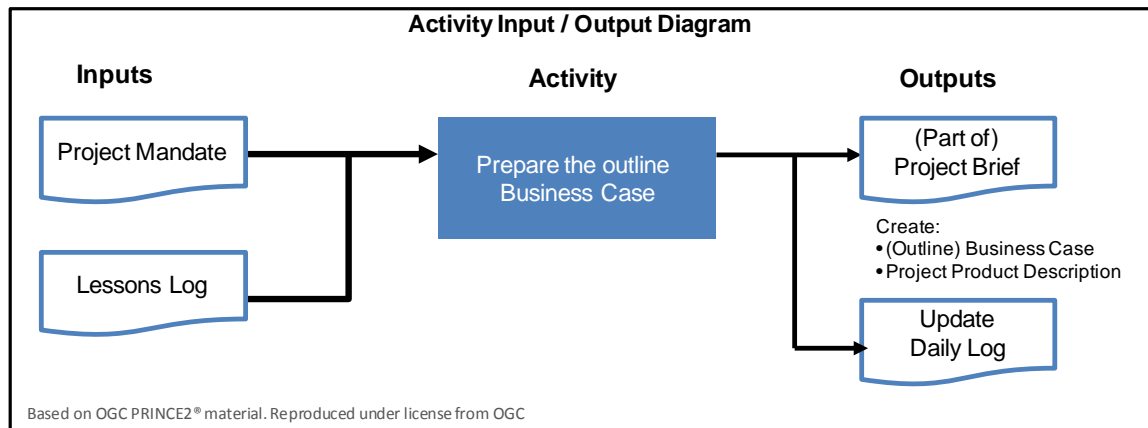 Activity Input / Output Diagram
Inputs
Activity
Outputs
Project Mandate
Lessons Log
Prepare the outline
Business Case
(Part of)
Project Brief
Create:
•(Outline) Business Case
•Project Product Description
Update
Daily Log
Based on OGC PRINCE2® material. Reproduced under license from OGC